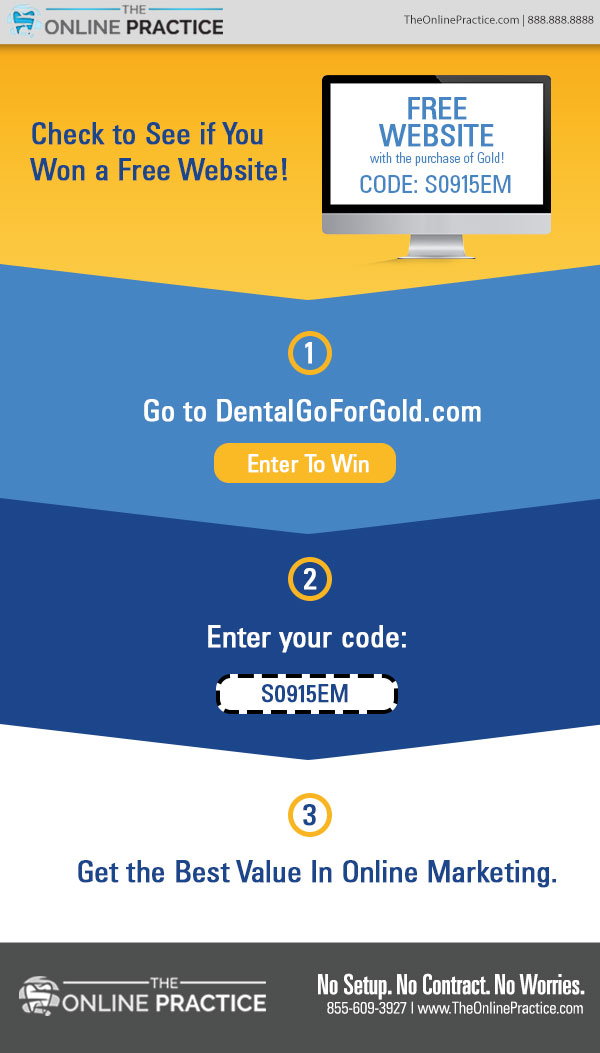 THE
ONLINE PRACTICE
TheOnlinePractice.com | 888.888.8888
Check to See if You
Won a Free Website!
FREE
WEBSITE
with the purchase of Gold!
CODE: S0915EM
1
Go to DentalGoForGold.com
Enter To Win
2
Enter your code:
S0915EM
3
Get the Best Value In Online Marketing.
THE
ONLINE PRACTICE
No Setup. No Contract. No Worries.
855-609-3927 | www.TheOnlinePractice.com